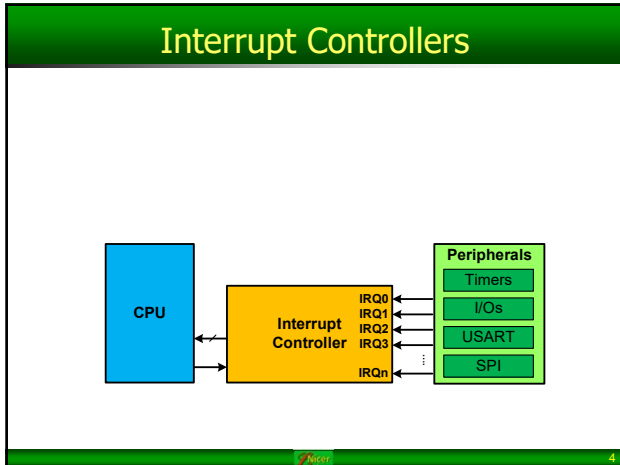 Interrupt Controllers
CPU
Interrupt
Controller
IRQ0
IRQ1
IRQ2
IRQ3
IRQn
Peripherals
Timers
I/Os
USART
SPI
Nicer
4